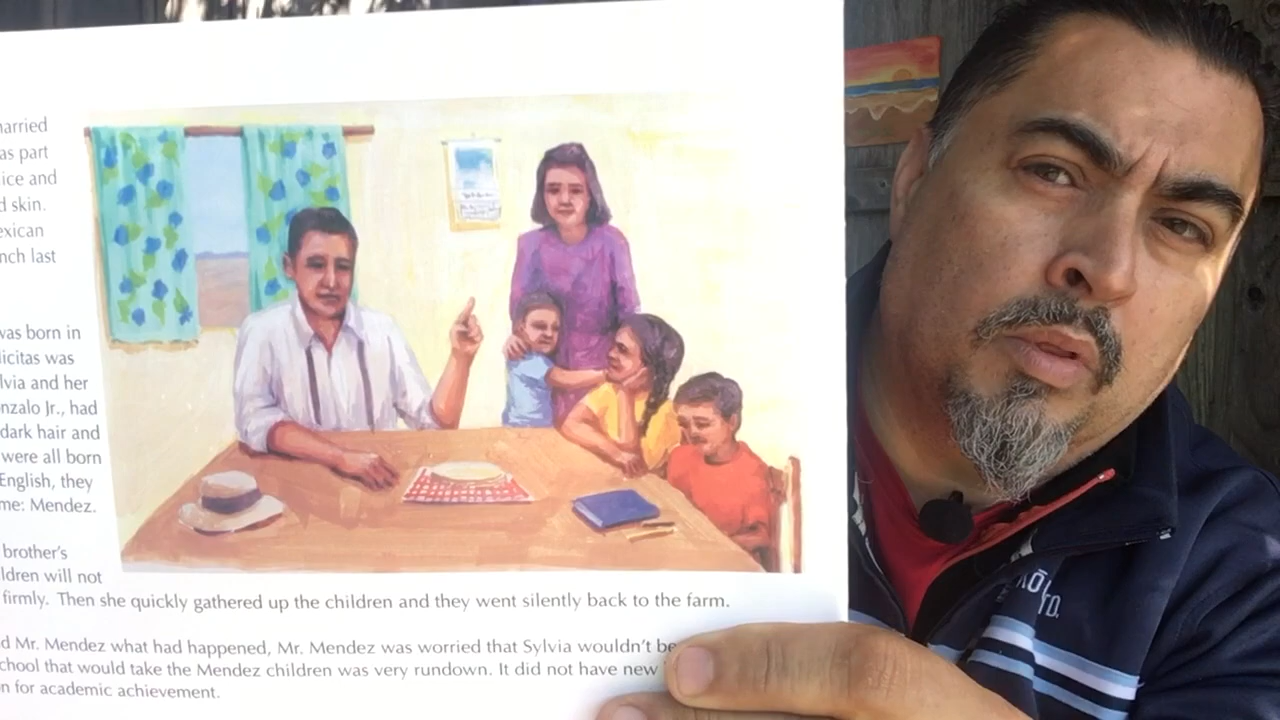 arried
as part
ice and
d skin.
exican
nch last
was born in
licitas was
lvia and her
nzalo Jr., had
dark hair and
were all born
English, they
me: Mendez.
brother's
ldren will not
firmly. Then she quickly gathered up the children and they went silently back to the farm.
d Mr. Mendez what had happened, Mr. Mendez was worried that Sylvia wouldn't be
chool that would take the Mendez children was very rundown. It did not have new
n for academic achievement.